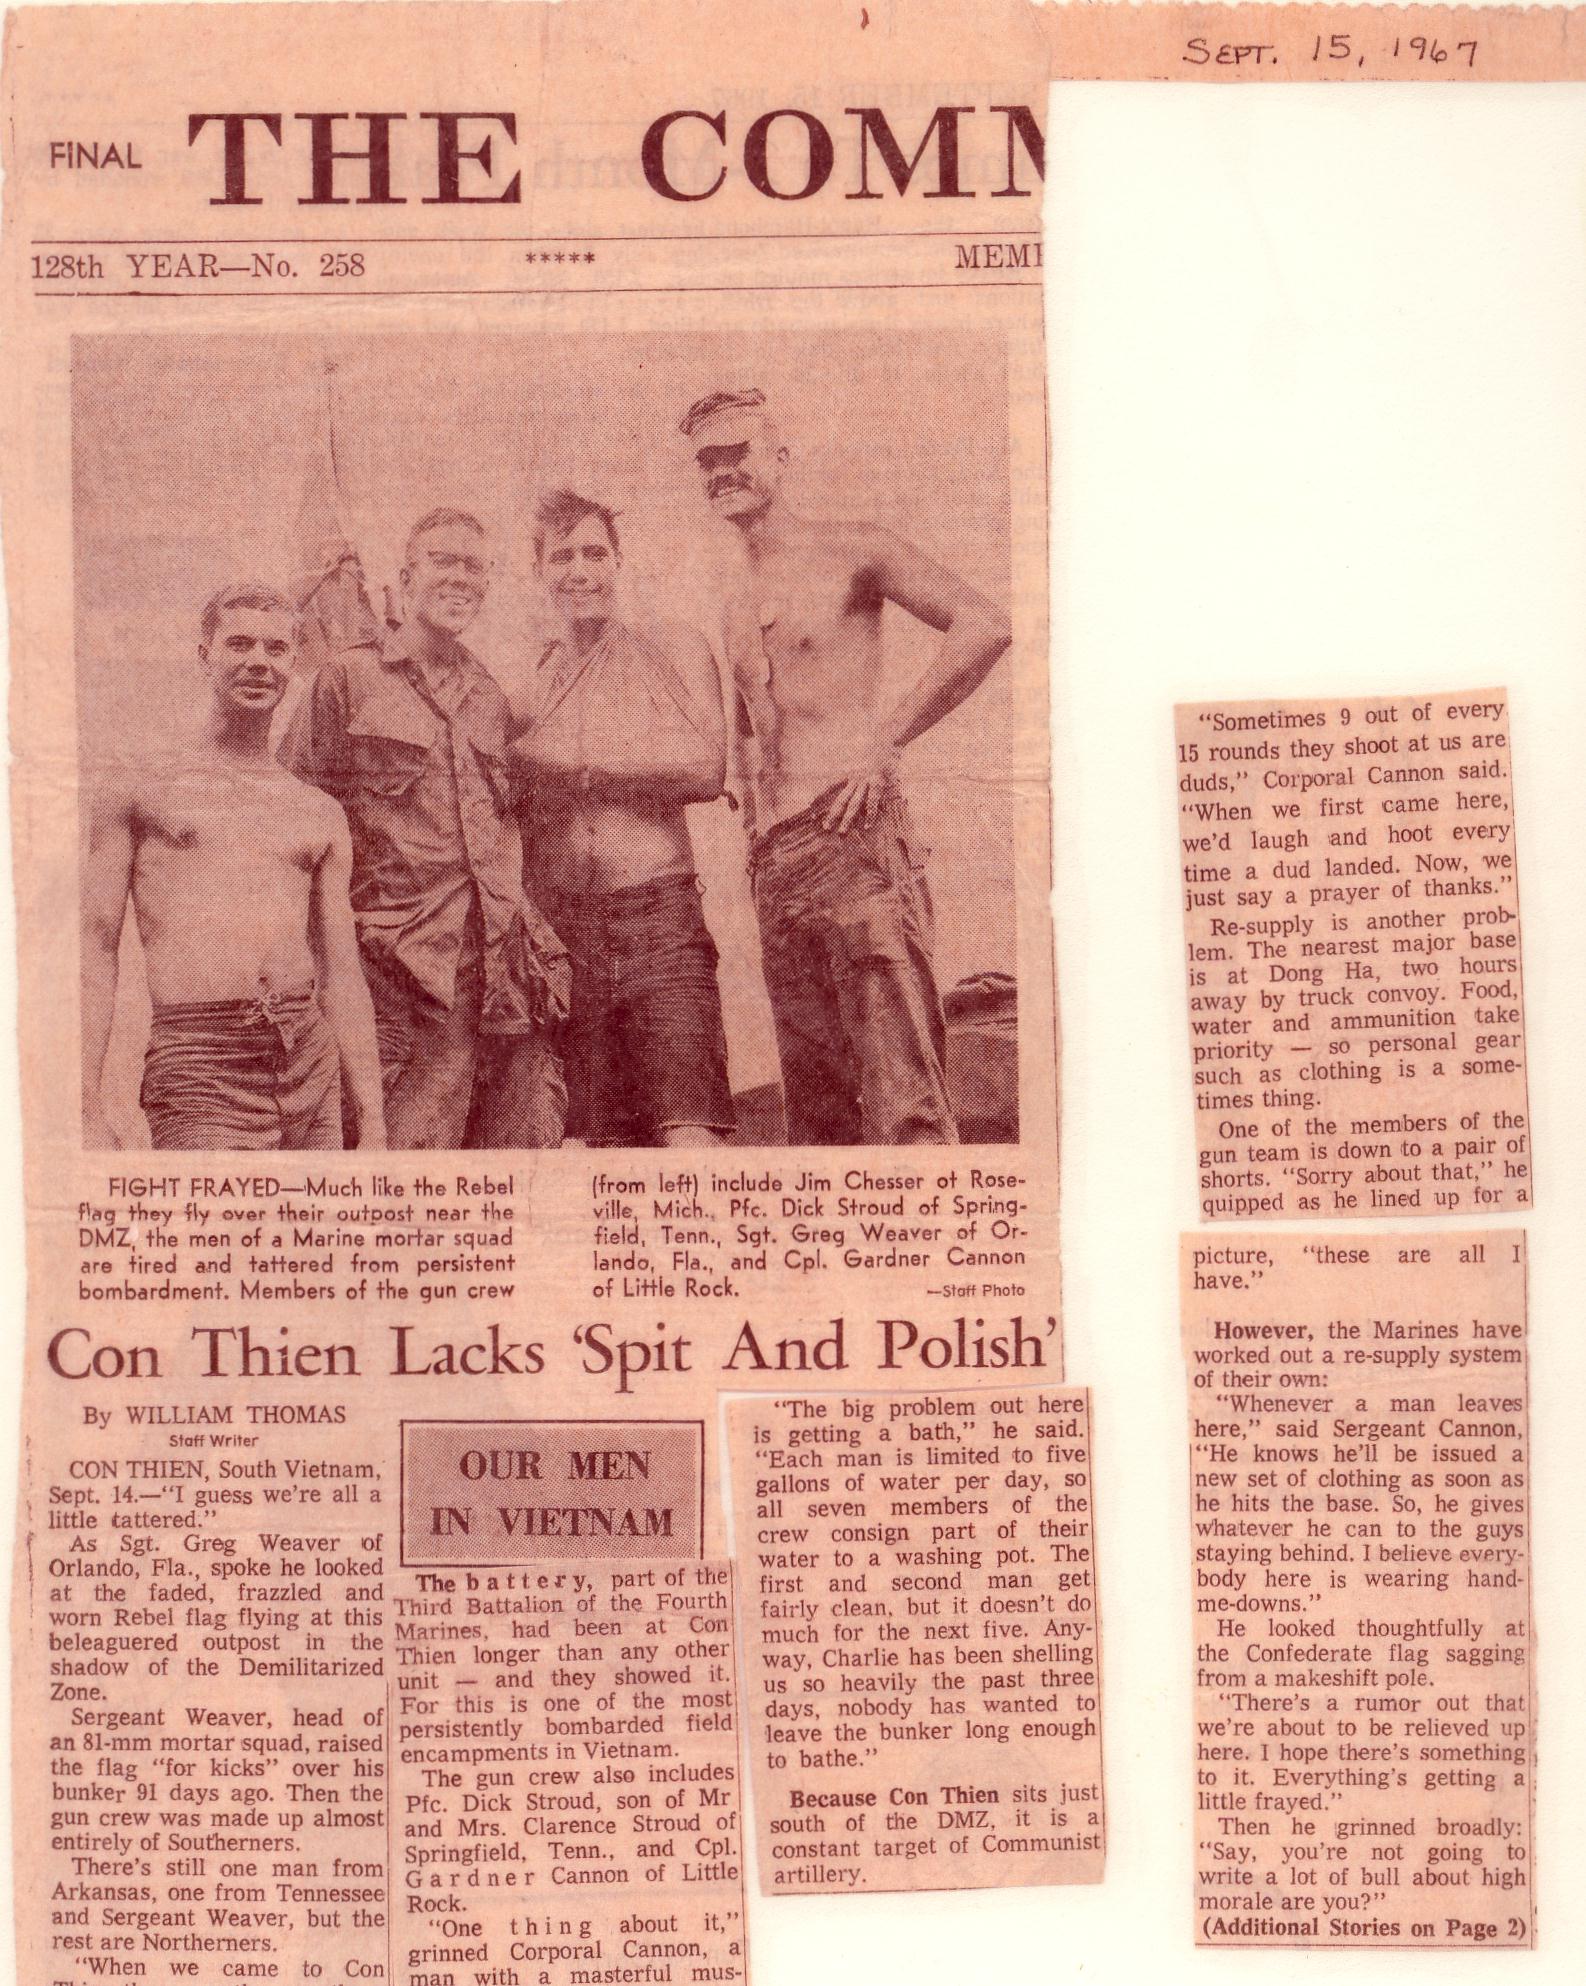 SEPT. 15, 1967
FINAL
THE COMM
128th YEAR—No. 258
*****
MEM
FIGHT FRAYED—Much like the Rebel
flag they fly over their outpost near the
DMZ, the men of a Marine mortar squad
are tired and tattered from persistent
bombardment. Members of the gun crew
(from left) include Jim Chesser of Rose-
ville, Mich., Pfc. Dick Stroud of Spring-
field, Tenn., Sgt. Greg Weaver of Or-
lando, Fla., and Cpl. Gardner Cannon
of Little Rock.
—Staff Photo
Con Thien Lacks ‘Spit And Polish’
By WILLIAM THOMAS
Staff Writer
CON THIEN, South Vietnam,
Sept. 14.—“I guess we’re all a
little tattered.”
As Sgt. Greg Weaver of
Orlando, Fla., spoke he looked
at the faded, frazzled and
worn Rebel flag flying at this
beleaguered outpost in the
shadow of the Demilitarized
Zone.
Sergeant Weaver, head of
an 81-mm mortar squad, raised
the flag “for kicks” over his
bunker 91 days ago. Then the
gun crew was made up almost
entirely of Southerners.
There’s still one man from
Arkansas, one from Tennessee
and Sergeant Weaver, but the
rest are Northerners.
“When we came to Con
OUR MEN
IN VIETNAM
The battery, part of the
Third Battalion of the Fourth
Marines, had been at Con
Thien longer than any other
unit — and they showed it.
For this is one of the most
persistently bombarded field
encampments in Vietnam.
The gun crew also includes
Pfc. Dick Stroud, son of Mr
and Mrs. Clarence Stroud of
Springfield, Tenn., and Cpl.
Gardner Cannon of Little
Rock.
“One thing about it,”
grinned Corporal Cannon, a
man with a masterful mus-
“The big problem out here
is getting a bath,” he said.
“Each man is limited to five
gallons of water per day, so
all seven members of the
crew consign part of their
water to a washing pot. The
first and second man get
fairly clean, but it doesn’t do
much for the next five. Any-
way, Charlie has been shelling
us so heavily the past three
days, nobody has wanted to
leave the bunker long enough
to bathe.”
Because Con Thien sits just
south of the DMZ, it is a
constant target of Communist
artillery.
“Sometimes 9 out of every
15 rounds they shoot at us are
duds,” Corporal Cannon said.
“When we first came here,
we’d laugh and hoot every
time a dud landed. Now, we
just say a prayer of thanks.”
Re-supply is another prob-
lem. The nearest major base
is at Dong Ha, two hours
away by truck convoy. Food,
water and ammunition take
priority — so personal gear
such as clothing is a some-
times thing.
One of the members of the
gun team is down to a pair of
shorts. “Sorry about that,” he
quipped as he lined up for a
picture, “these are all I
have.”
However, the Marines have
worked out a re-supply system
of their own:
“Whenever a man leaves
here,” said Sergeant Cannon,
“He knows he’ll be issued a
new set of clothing as soon as
he hits the base. So, he gives
whatever he can to the guys
staying behind. I believe every-
body here is wearing hand-
me-downs.”
He looked thoughtfully at
the Confederate flag sagging
from a makeshift pole.
“There’s a rumor out that
we’re about to be relieved up
here. I hope there’s something
to it. Everything’s getting a
little frayed.”
Then he grinned broadly:
“Say, you’re not going to
write a lot of bull about high
morale are you?”
(Additional Stories on Page 2)